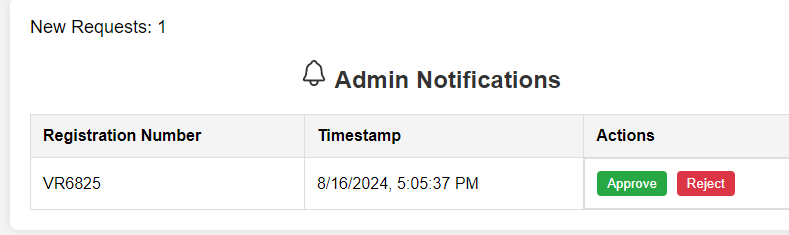 New Requests: 1
Admin Notifications
Registration Number Timestamp Actions
VR6825 8/16/2024, 5:05:37 PM Approve Reject